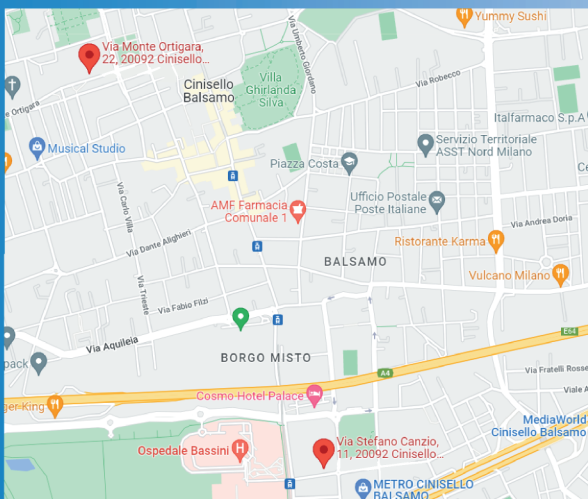 Yummy Sushi
Via Umberto Giordano
Via Monte Ortigara,
22, 20092 Cinisello...
Cinisello
Balsamo
Villa
Ghirlanda
Silva
Via Robecco
e Ortigara
Italfarmaco S.p.A
Musical Studio
Servizio Territoriale
ASST Nord Milano
Piazza Costa
Ce
Via Carlo Villa
AMF Farmacia
Comunale 1
Ufficio Postale
Poste Italiane
Via Andrea Doria
Via Dante Alighieri
Ristorante Karma
BALSAMO
Vulcano Milano
Via Trieste
Via Fabio Filzi
Via Aquileia
E64
BORGO MISTO
pack
A4
Via Fratelli Rosse
Cosmo Hotel Palace
Viale A
ger King
MediaWorld
Cinisello Balsamo
Ospedale Bassini
H
Via Stefano Canzio,
11, 20092 Cinisello...
METRO CINISELLO
BALSAMO